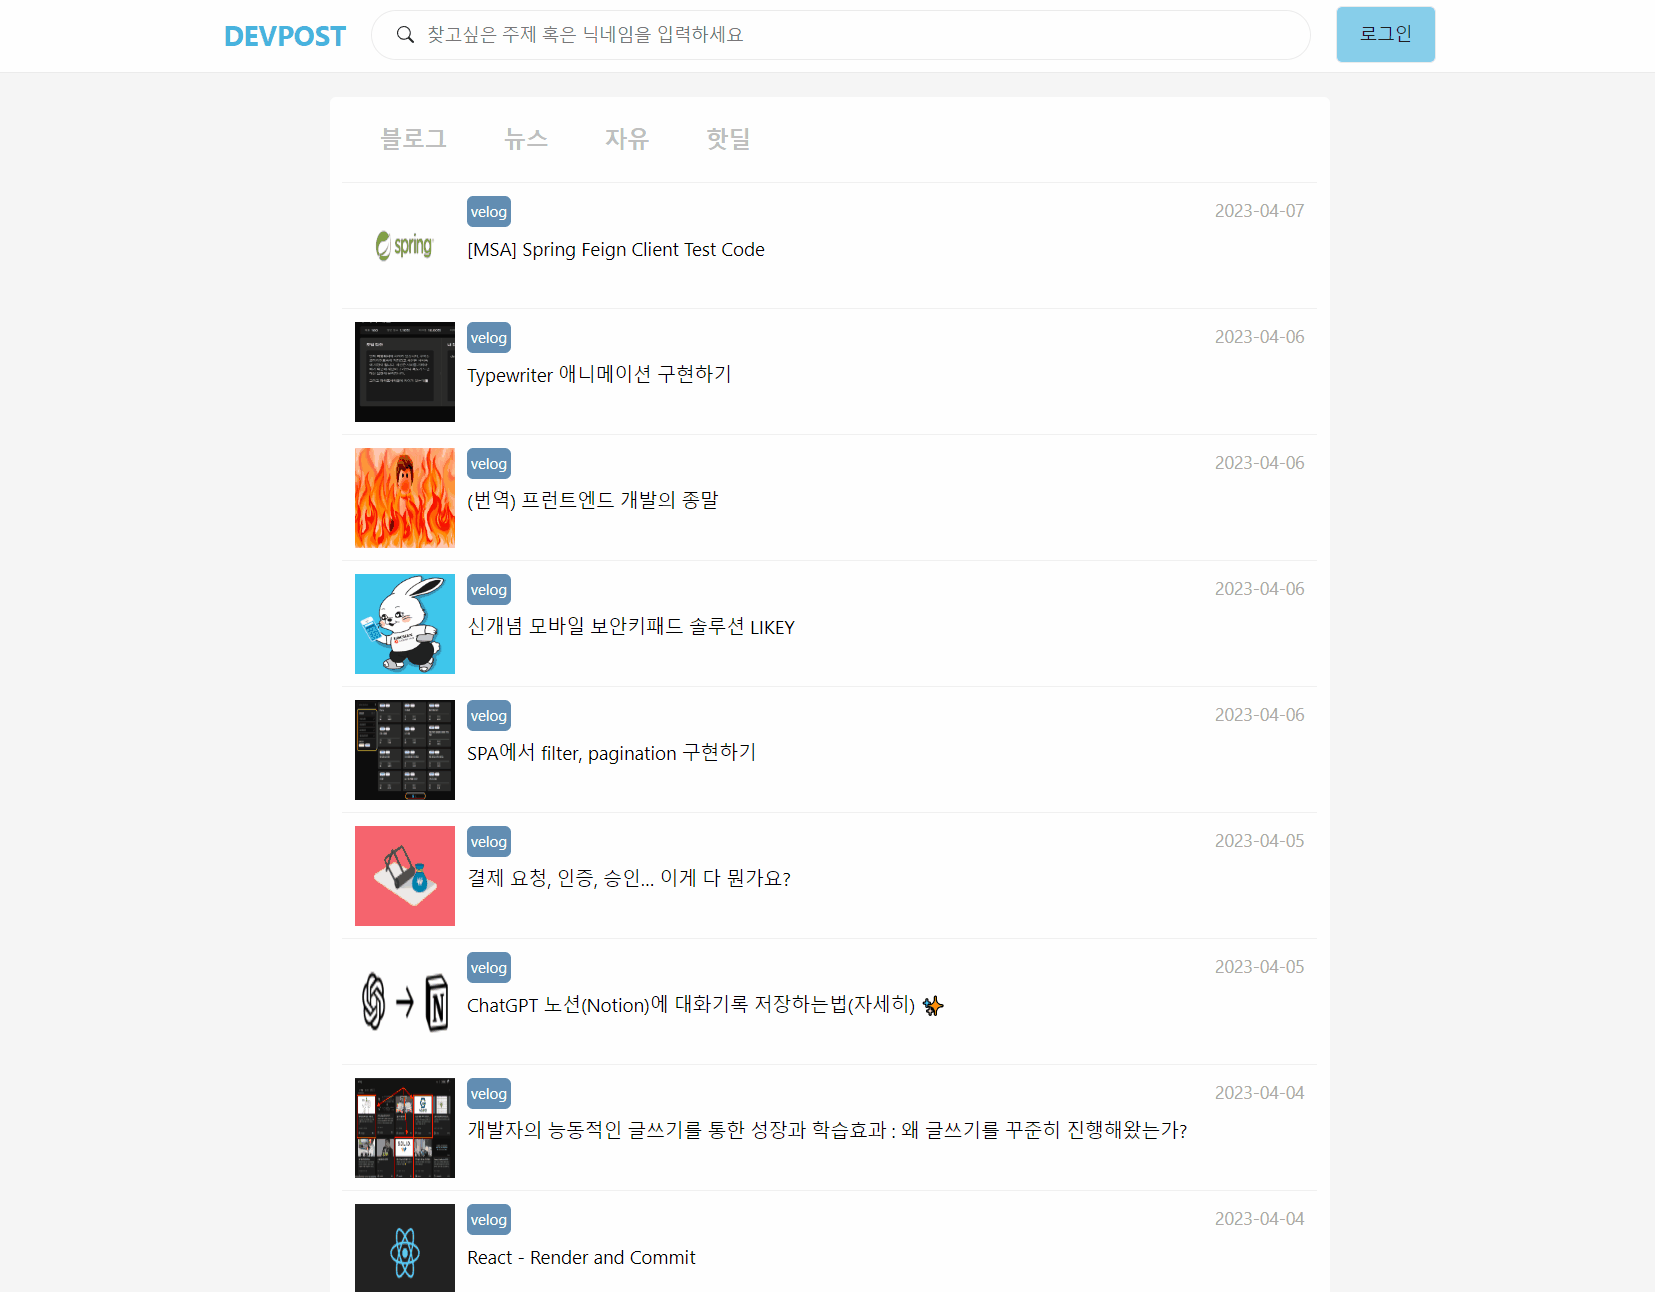 DEVPOST
찾고싶은 주제 혹은 닉네임을 입력하세요
로그인
블로그 뉴스 자유 핫딜
velog 2023-04-07
spring
[MSA] Spring Feign Client Test Code
velog 2023-04-06
Typewriter 애니메이션 구현하기
velog 2023-04-06
(번역) 프런트엔드 개발의 종말
velog 2023-04-06
신개념 모바일 보안키패드 솔루션 LIKEY
velog 2023-04-06
SPA에서 filter, pagination 구현하기
velog 2023-04-05
결제 요청, 인증, 승인... 이게 다 뭔가요?
velog 2023-04-05
ChatGPT 노션(Notion)에 대화기록 저장하는법(자세히) ✨
velog 2023-04-04
개발자의 능동적인 글쓰기를 통한 성장과 학습효과 : 왜 글쓰기를 꾸준히 진행해왔는가?
velog 2023-04-04
React - Render and Commit